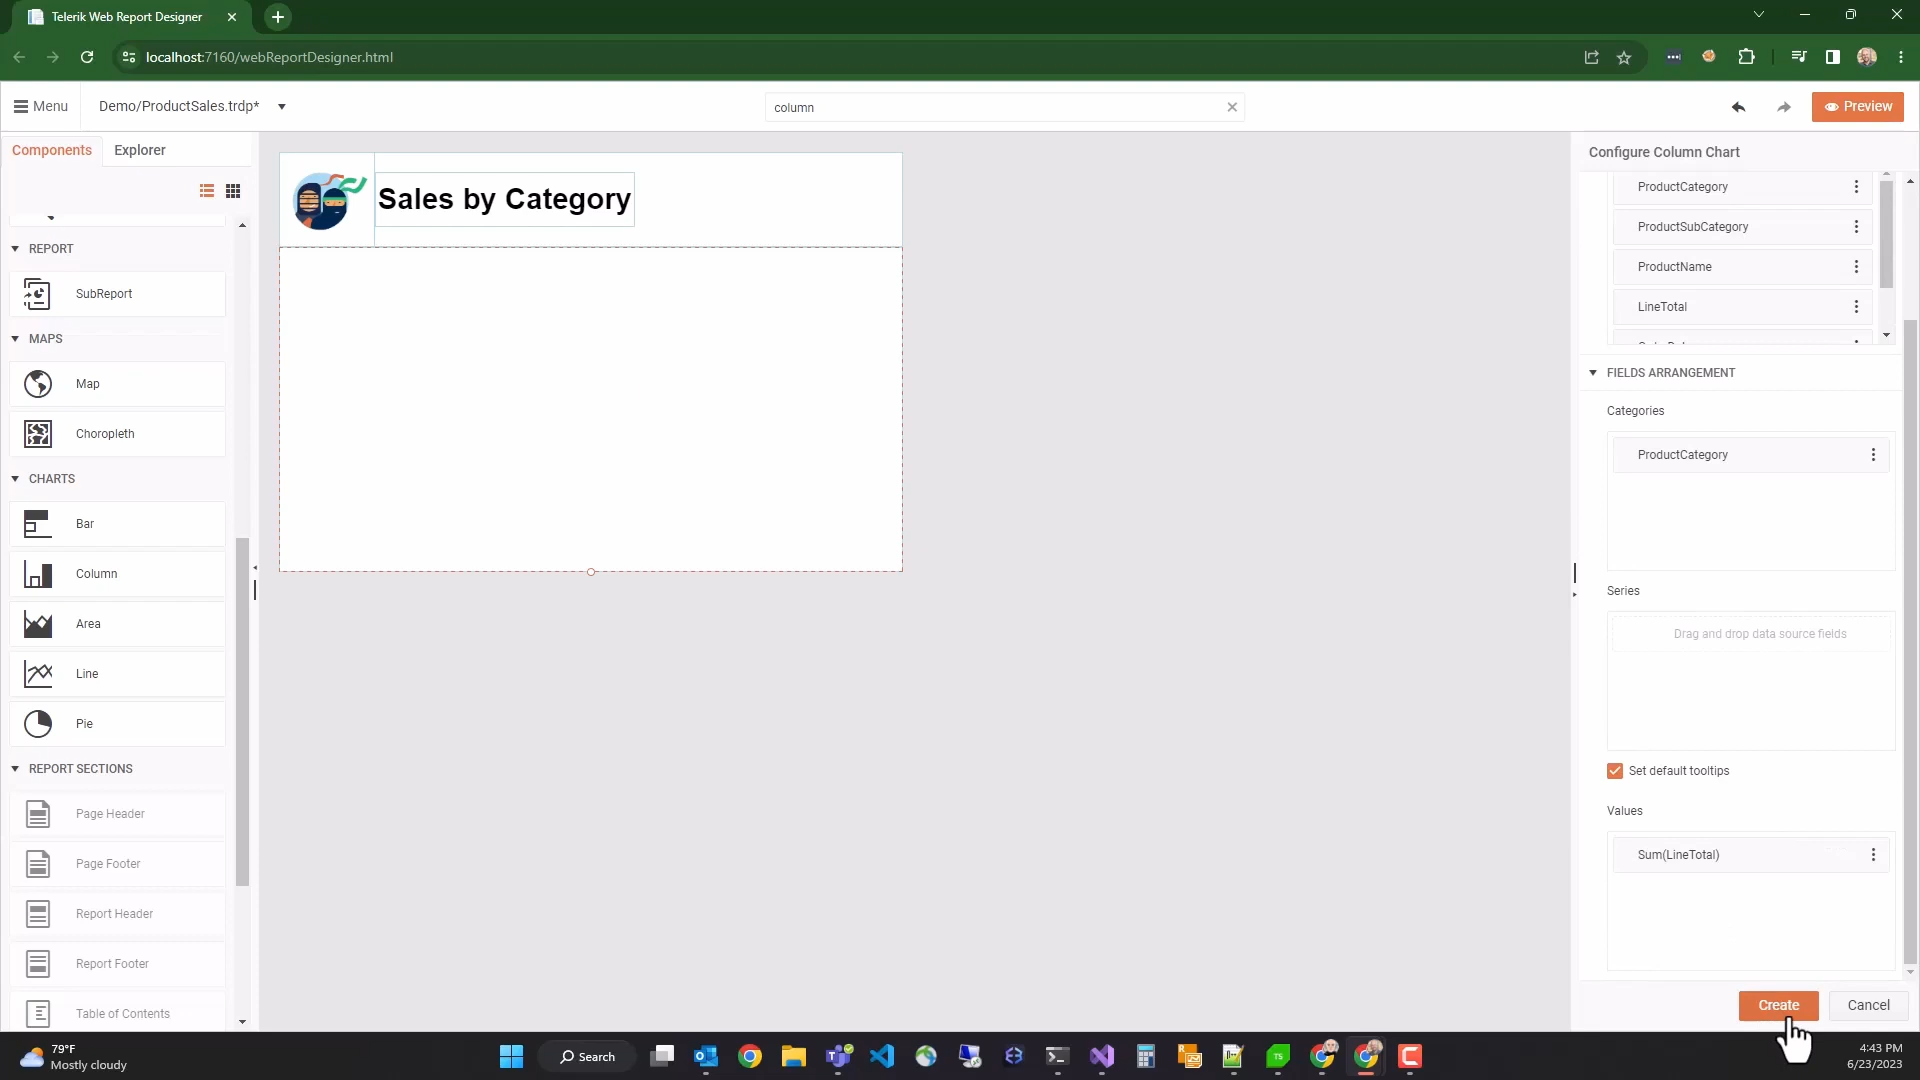 Telerik Web Report Designer
localhost:7160/webReportDesigner.html
Menu
Demo/ProductSales.trdp*
column
Preview
Components
Explorer
REPORT
SubReport
MAPS
Map
Choropleth
CHARTS
Bar
Column
Area
Line
Pie
REPORT SECTIONS
Page Header
Page Footer
Report Header
Report Footer
Table of Contents
Sales by Category
Configure Column Chart
ProductCategory
ProductSubCategory
ProductName
LineTotal
FIELDS ARRANGEMENT
Categories
ProductCategory
Series
Drag and drop data source fields
Set default tooltips
Values
Sum(LineTotal)
Create
Cancel
79°F
Mostly cloudy
Search
4:43 PM
6/23/2023